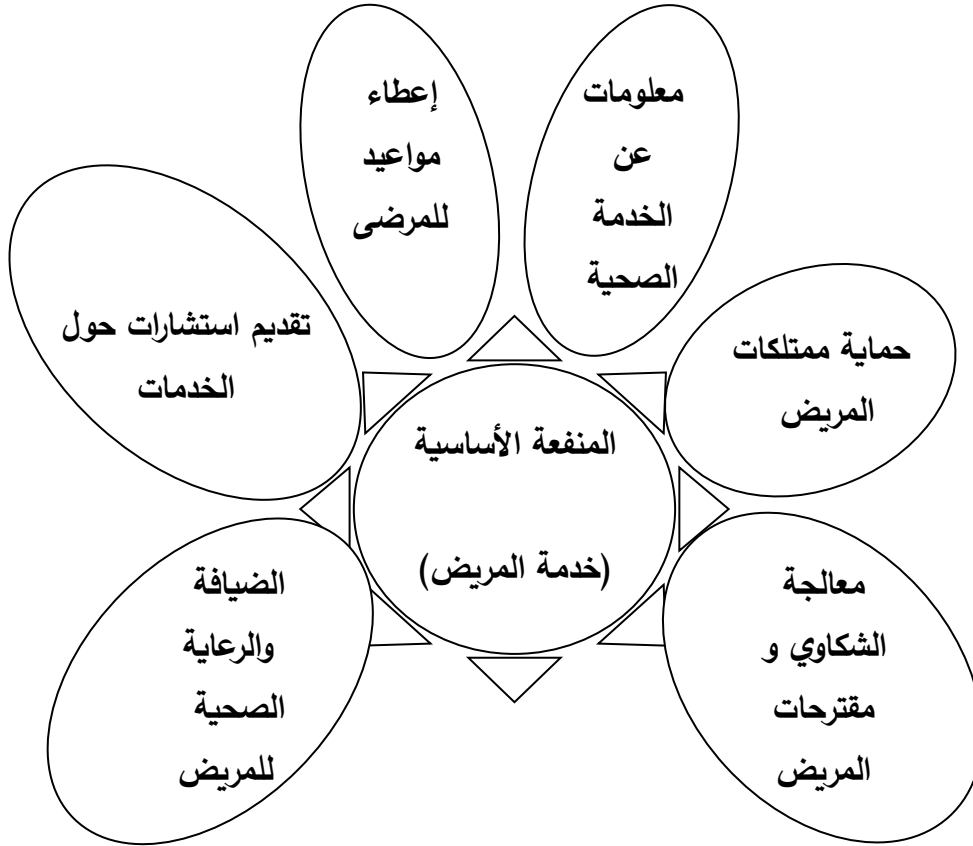 معلومات
عن
الخدمة
الصحية
إعطاء
مواعيد
للمرضى
حماية ممتلكات
المريض
تقديم استشارات حول
الخدمات
المنفعة الأساسية
(خدمة المريض)
معالجة
الشكاوي و
مقترحات
المريض
الضيافة
والرعاية
الصحية
للمريض